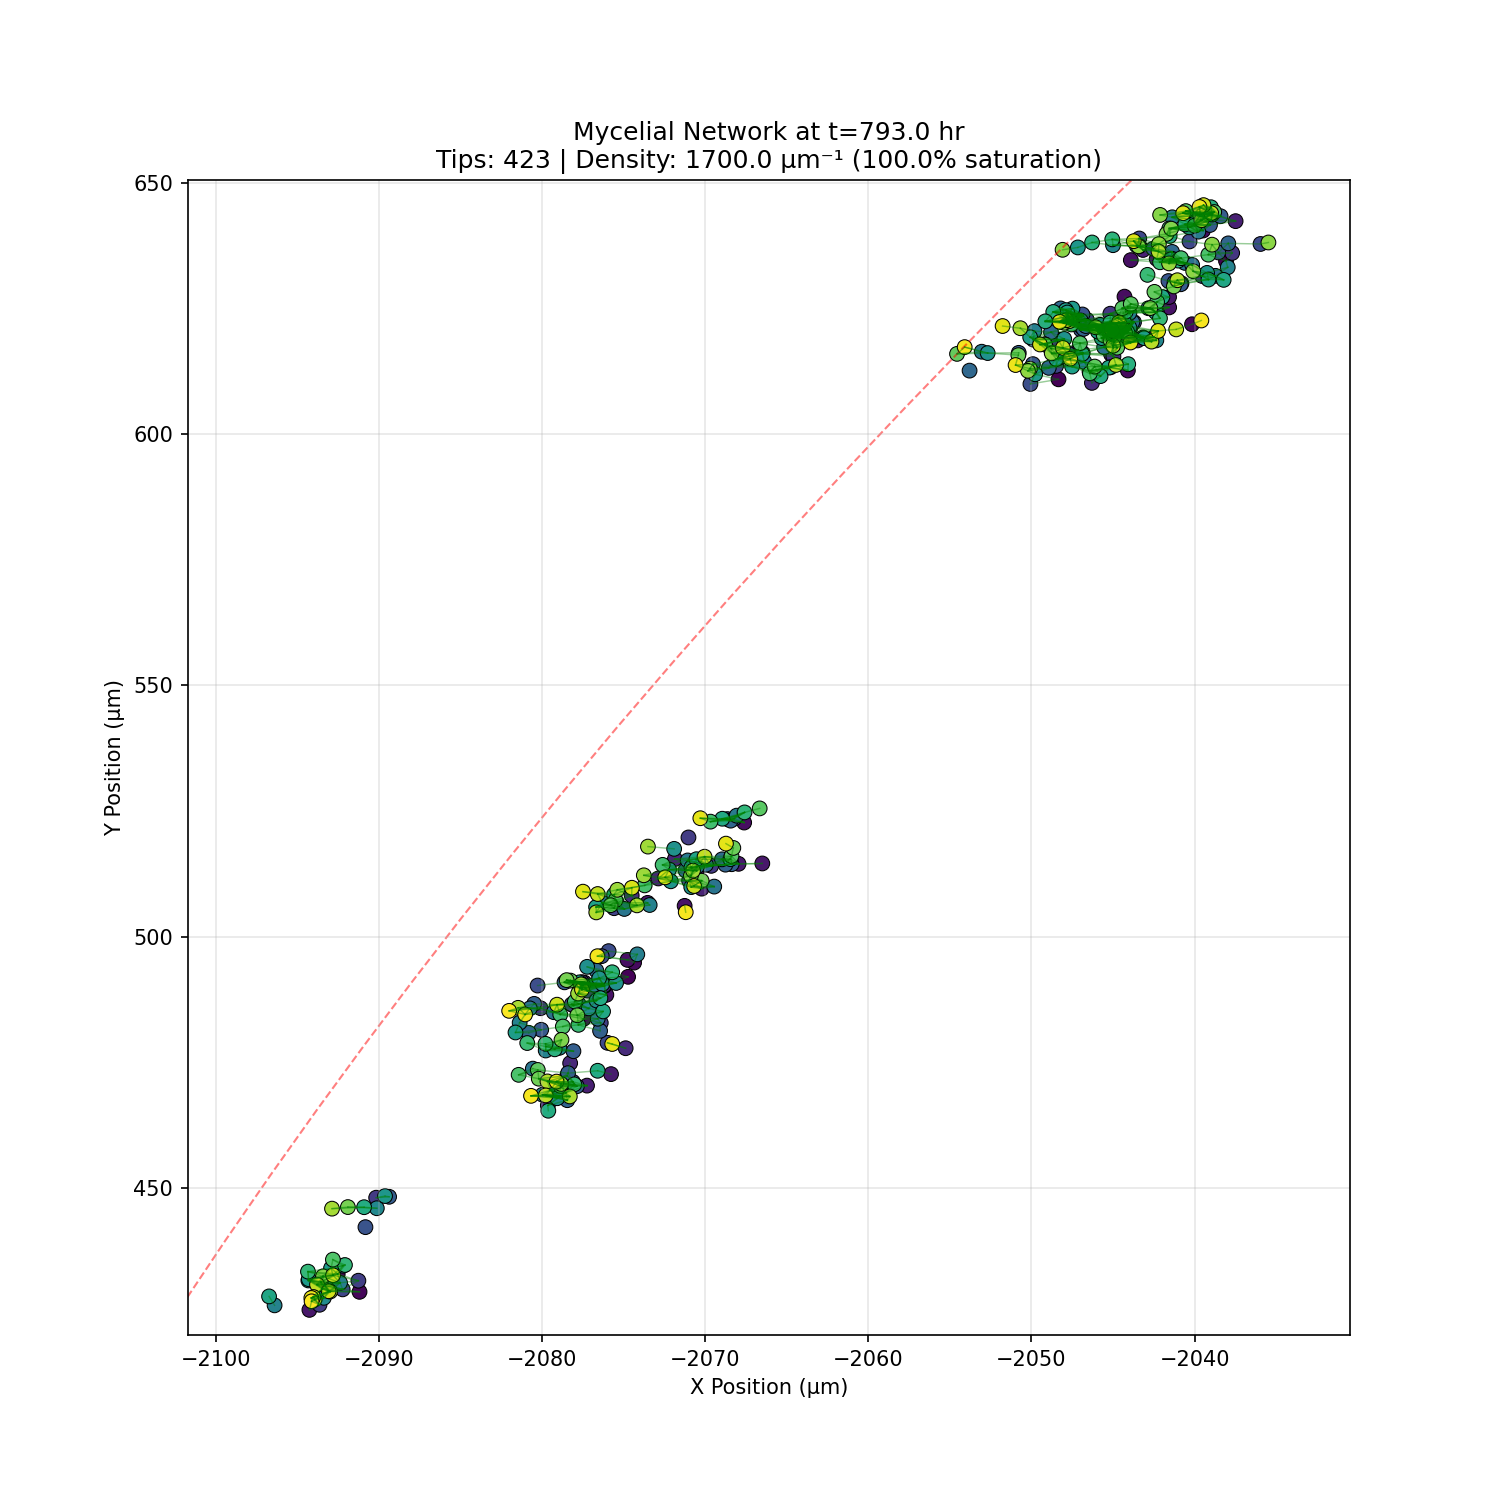 Mycelial Network at t=793.0 hr
Tips: 423 | Density: 1700.0 μm⁻¹ (100.0% saturation)
650
600
550
500
450
Y Position (μm)
−2100 −2090 −2080 −2070 −2060 −2050 −2040
X Position (μm)